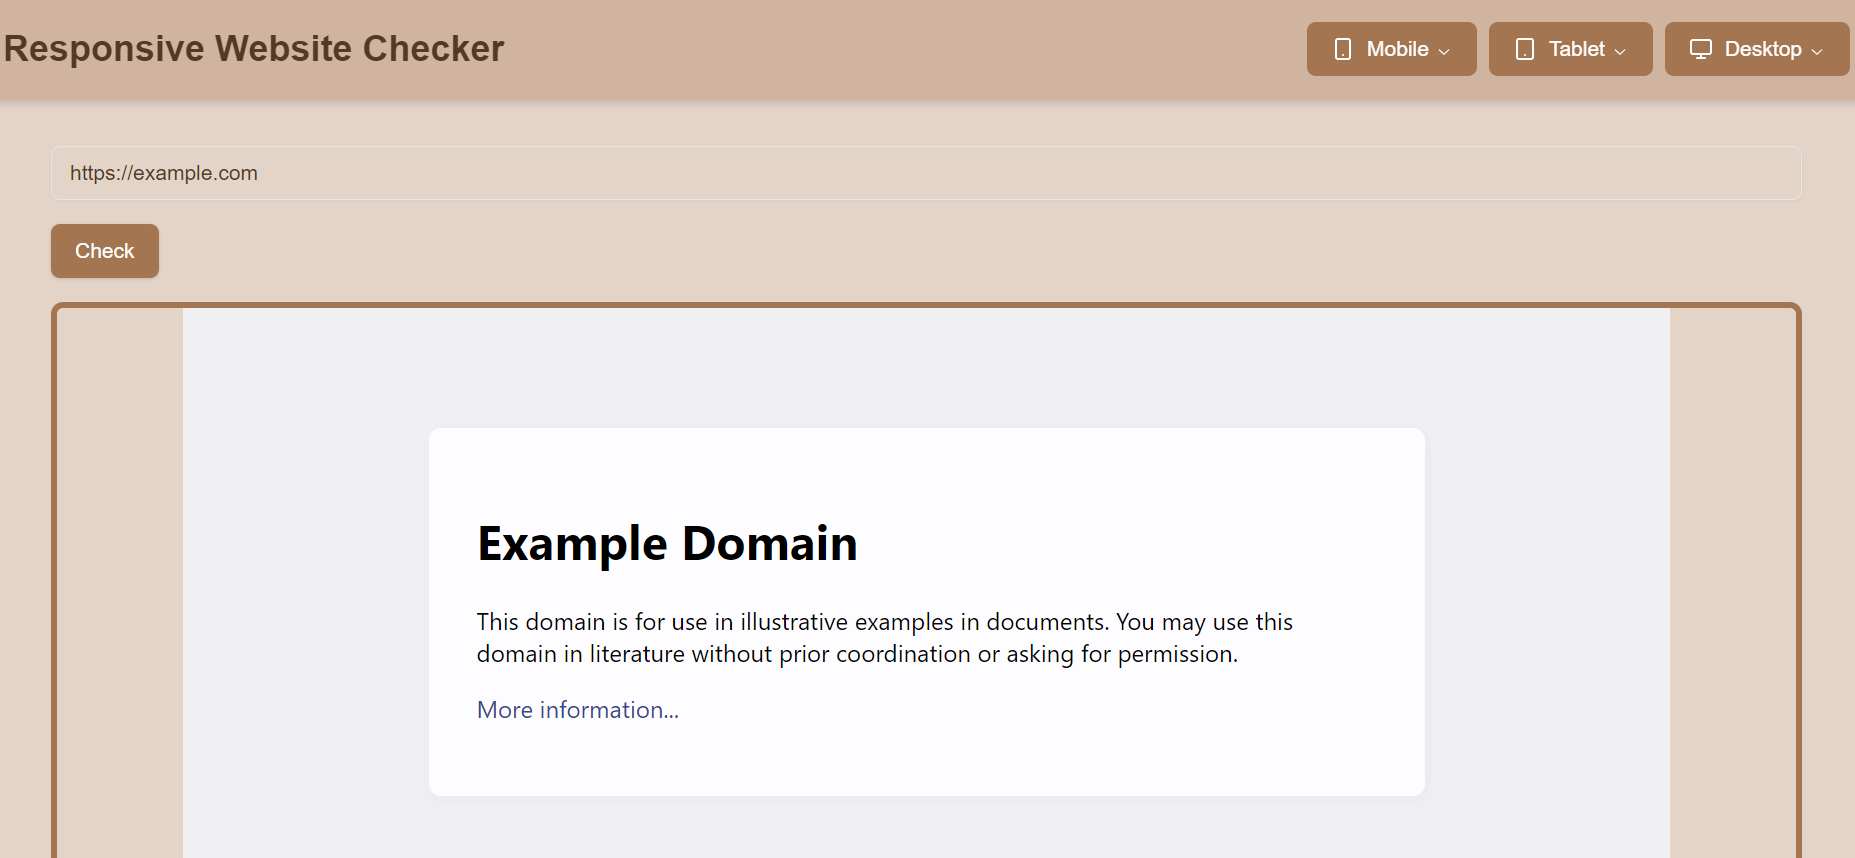 Responsive Website Checker
Mobile
Tablet
Desktop
https://example.com
Check
Example Domain
This domain is for use in illustrative examples in documents. You may use this
domain in literature without prior coordination or asking for permission.
More information...